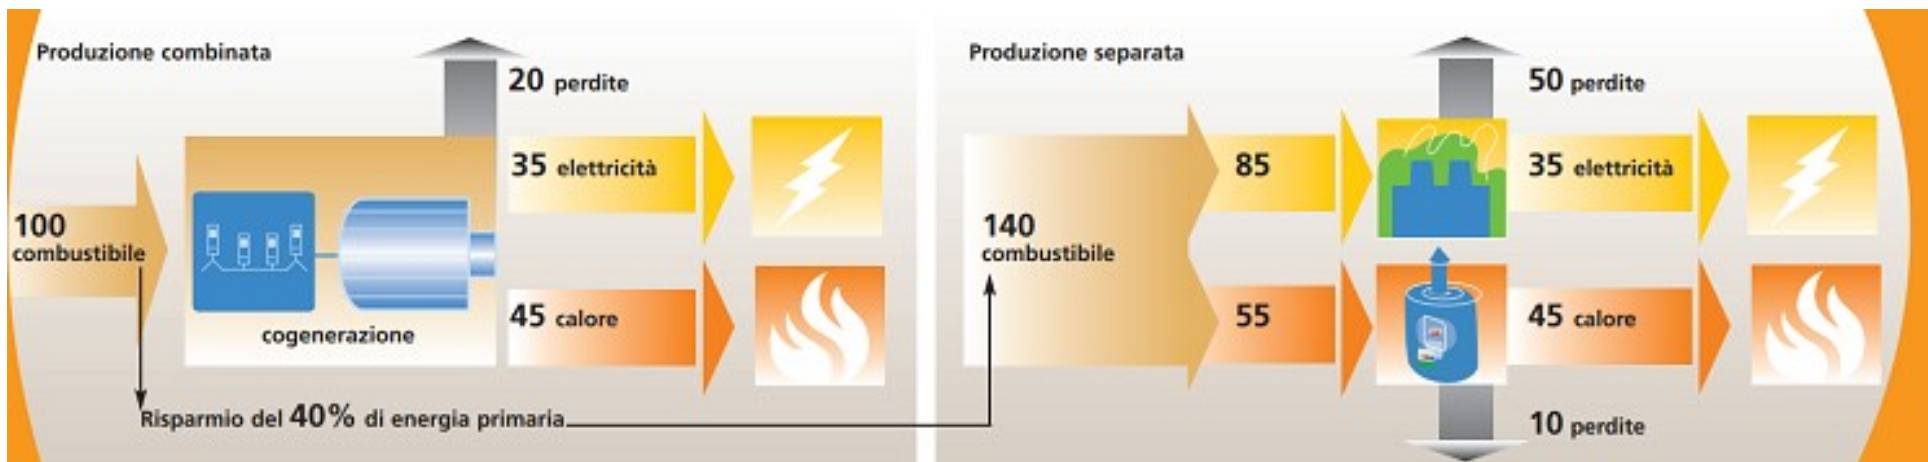 Produzione combinata
20 perdite
35 elettricità
100
combustibile
45 calore
cogenerazione
Risparmio del 40% di energia primaria
Produzione separata
50 perdite
85
35 elettricità
140
combustibile
55
45 calore
10 perdite